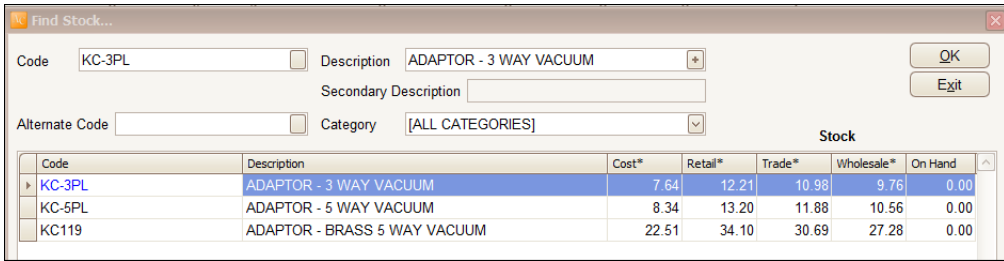 Find Stock...
Code KC-3PL Description ADAPTOR - 3 WAY VACUUM + OK
Secondary Description Exit
Alternate Code Category [ALL CATEGORIES]
Stock
Code Description Cost* Retail* Trade* Wholesale* On Hand
KC-3PL ADAPTOR - 3 WAY VACUUM 7.64 12.21 10.98 9.76 0.00
KC-5PL ADAPTOR - 5 WAY VACUUM 8.34 13.20 11.88 10.56 0.00
KC119 ADAPTOR - BRASS 5 WAY VACUUM 22.51 34.10 30.69 27.28 0.00